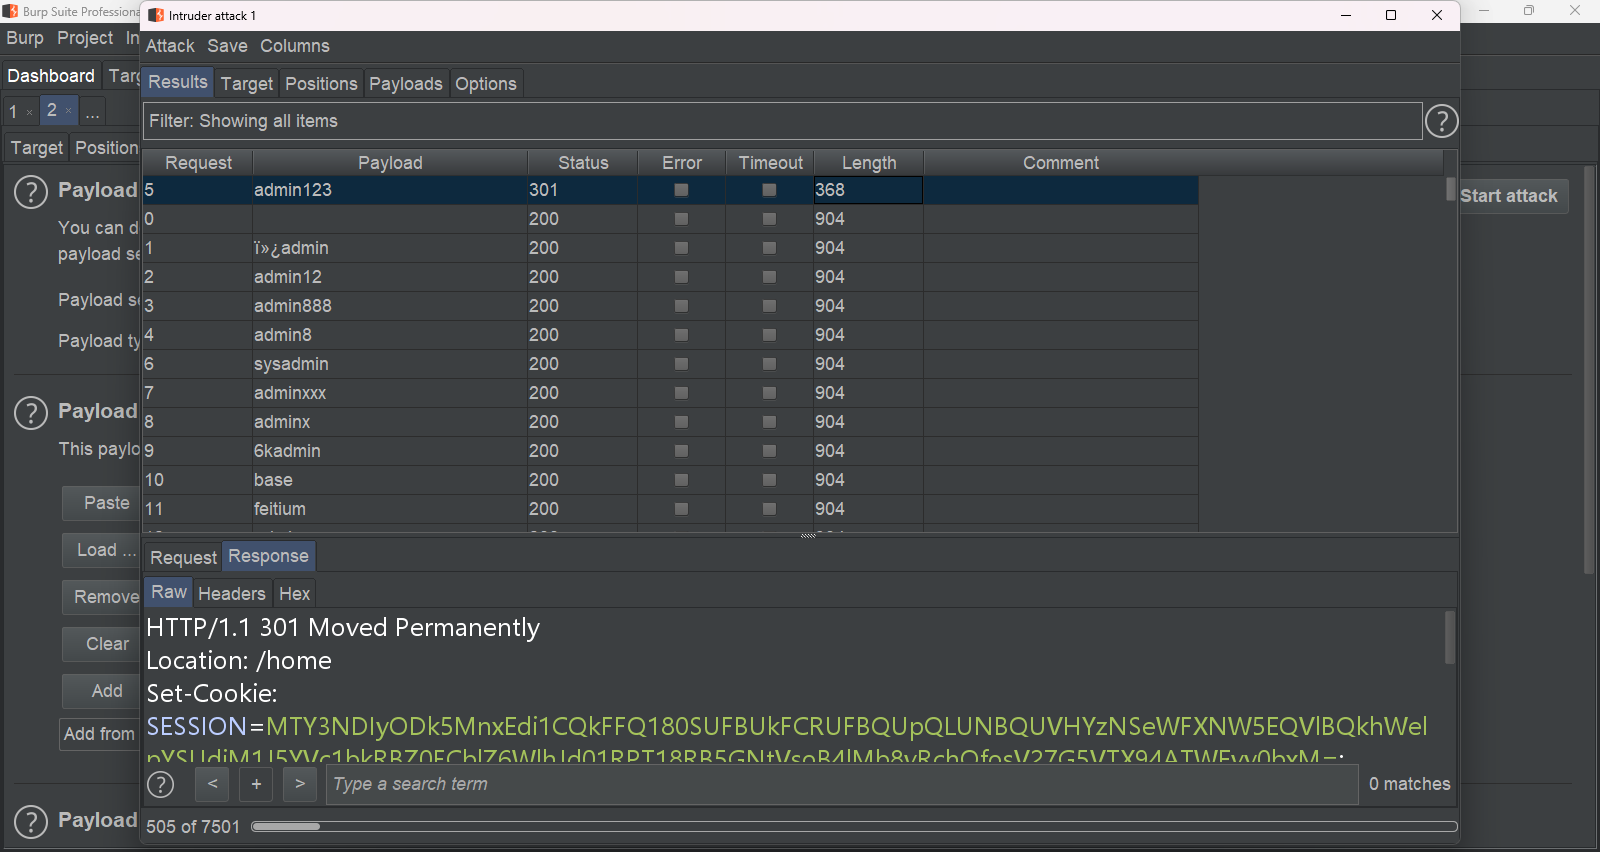 Burp Suite Professiona
Intruder attack 1
Burp Project In
Attack Save Columns
Dashboard Targ
Results Target Positions Payloads Options
1 × 2 × ...
Filter: Showing all items ?
Target Position
Request Payload Status Error Timeout Length Comment
? Payload
5 admin123 301 368
Start attack
0 200 904
You can d
1 ï»¿admin 200 904
payload se
2 admin12 200 904
Payload se
3 admin888 200 904
Payload ty
4 admin8 200 904
6 sysadmin 200 904
7 adminxxx 200 904
? Payload
8 adminx 200 904
This paylo
9 6kadmin 200 904
10 base 200 904
Paste
11 feitium 200 904
Load ...
Request Response
Remove
Raw Headers Hex
Clear
HTTP/1.1 301 Moved Permanently
Location: /home
Add
Set-Cookie:
Add from
SESSION=MTY3NDIyODk5MnxEdi1CQkFFQ180SUFBUkFCRUFBQUpQLUNBQUVHYzNSeWFXNW5EQVlBQkhWel
? < + > Type a search term 0 matches
? Payload
505 of 7501